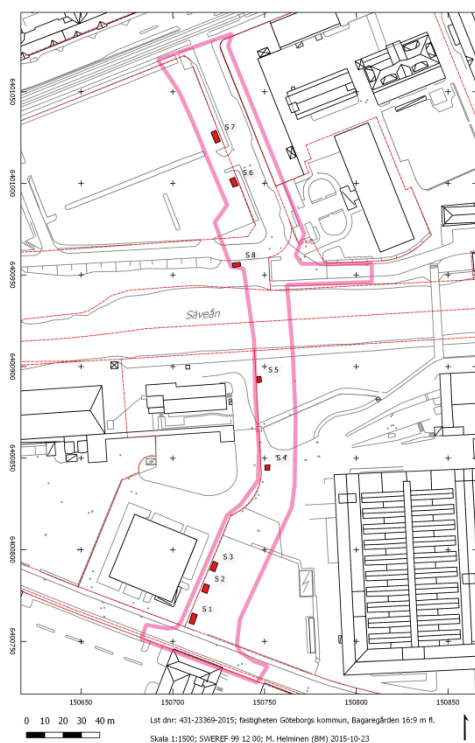 6401050
S 7
S 6
6401000
S 8
6400950
Säveån
6400900
S 5
S 4
6400850
S 3
6400800
S 2
S 1
6400750
150650 150700 150750 150800 150850
0 10 20 30 40 m
Lst dnr: 431-23369-2015; fastigheten Göteborgs kommun, Bagaregården 16:9 m fl.
Skala 1:1500; SWEREF 99 12 00; M. Helminen (BM) 2015-10-23